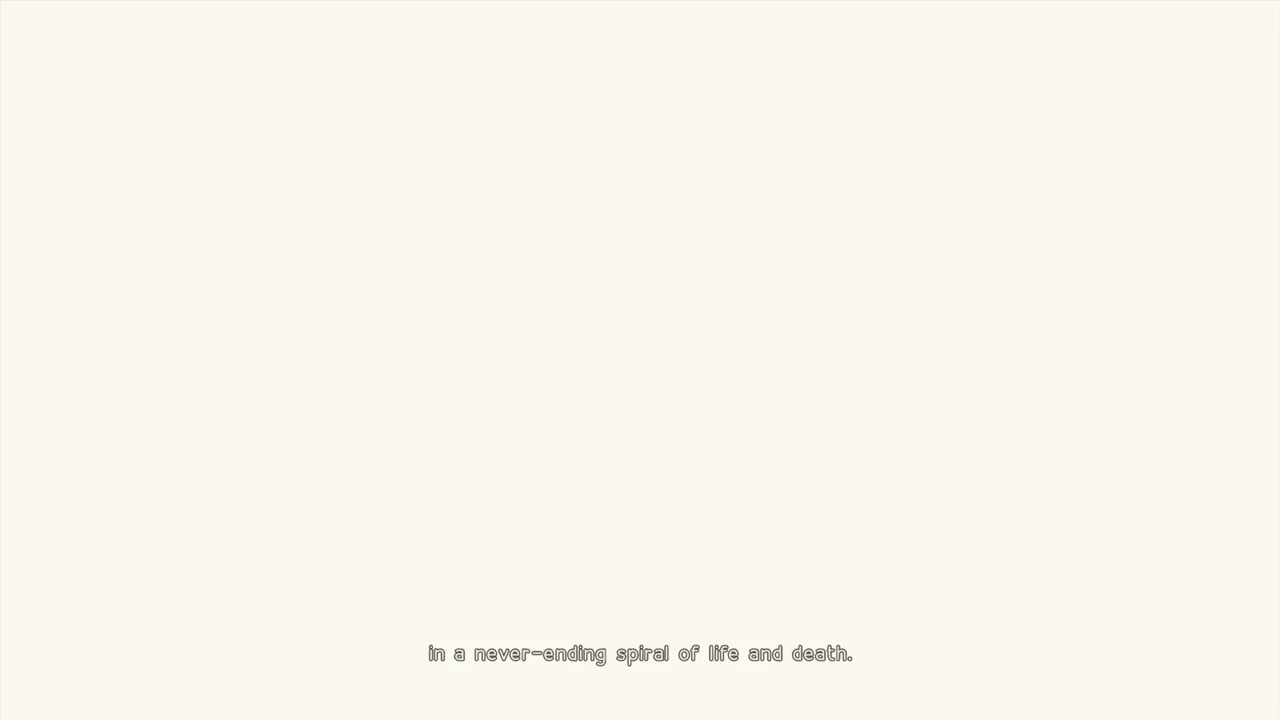 in a never-ending spiral of life and death.